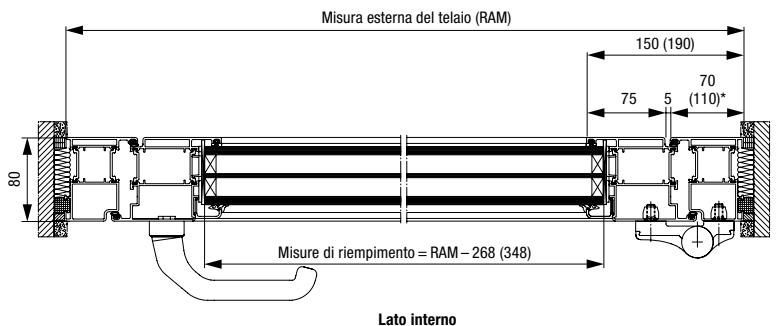 Misura esterna del telaio (RAM)
150 (190)
75
5
70
(110)*
80
Misure di riempimento = RAM – 268 (348)
Lato interno